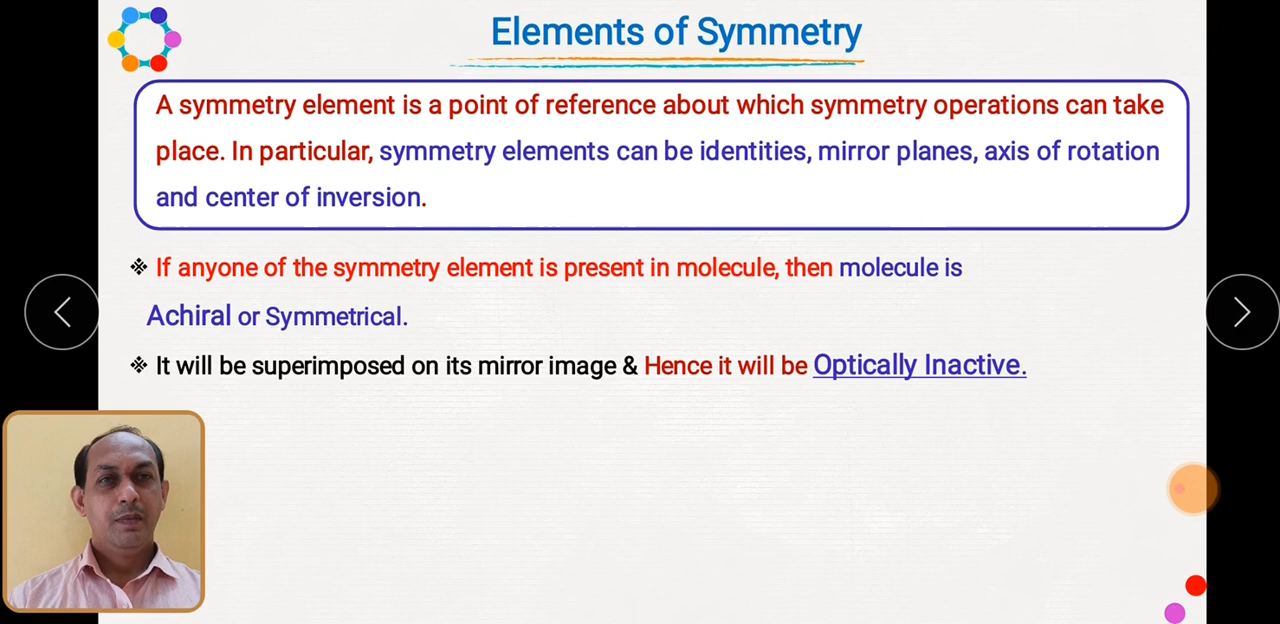 Elements of Symmetry
A symmetry element is a point of reference about which symmetry operations can take
place. In particular, symmetry elements can be identities, mirror planes, axis of rotation
and center of inversion.
❖ If anyone of the symmetry element is present in molecule, then molecule is
Achiral or Symmetrical.
❖ It will be superimposed on its mirror image & Hence it will be Optically Inactive.